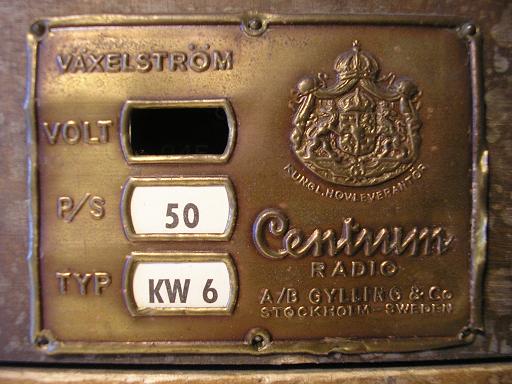 VÄXELSTRÖM
VOLT
P/S 50
TYP KW 6
KUNGL. HOVLEVERANTÖR
Centrum
RADIO
A/B GYLLING & Co
STOCKHOLM - SWEDEN